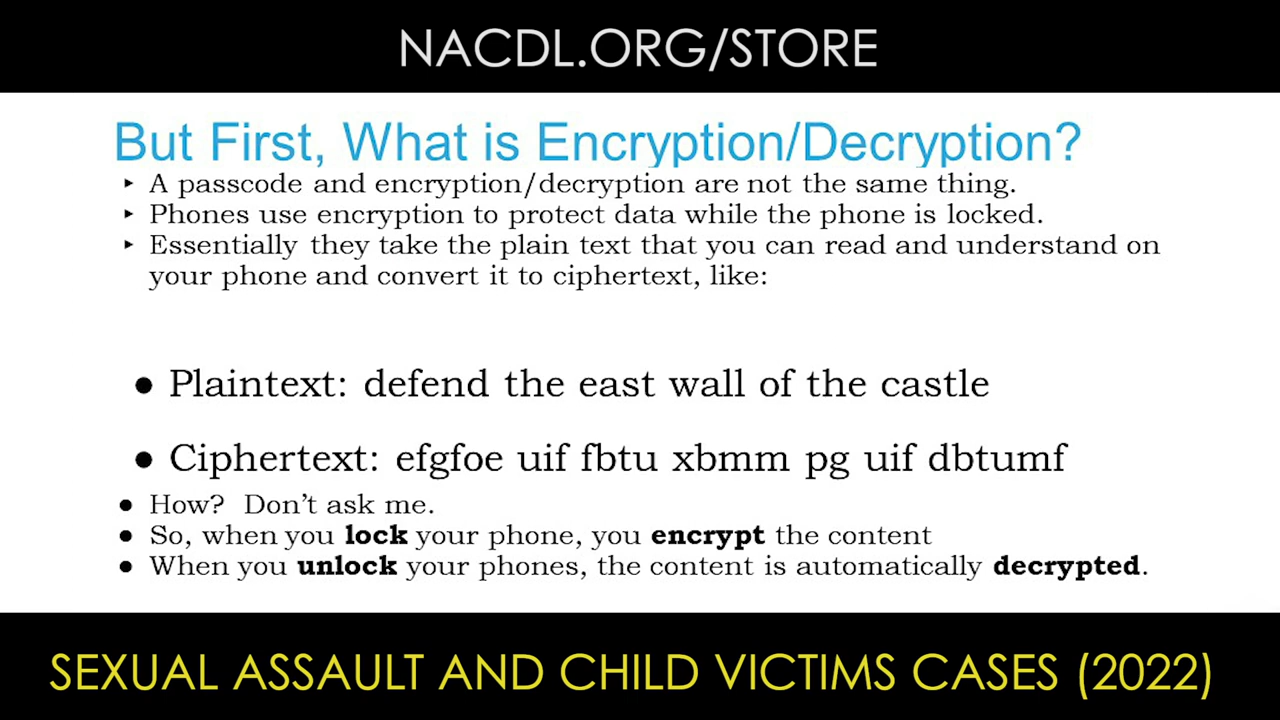 NACDL.ORG/STORE
But First, What is Encryption/Decryption?
‣ A passcode and encryption/decryption are not the same thing.
‣ Phones use encryption to protect data while the phone is locked.
‣ Essentially they take the plain text that you can read and understand on
your phone and convert it to ciphertext, like:
● Plaintext: defend the east wall of the castle
● Ciphertext: efgfoe uif fbtu xbmm pg uif dbtumf
● How? Don't ask me.
● So, when you lock your phone, you encrypt the content
● When you unlock your phones, the content is automatically decrypted.
SEXUAL ASSAULT AND CHILD VICTIMS CASES (2022)